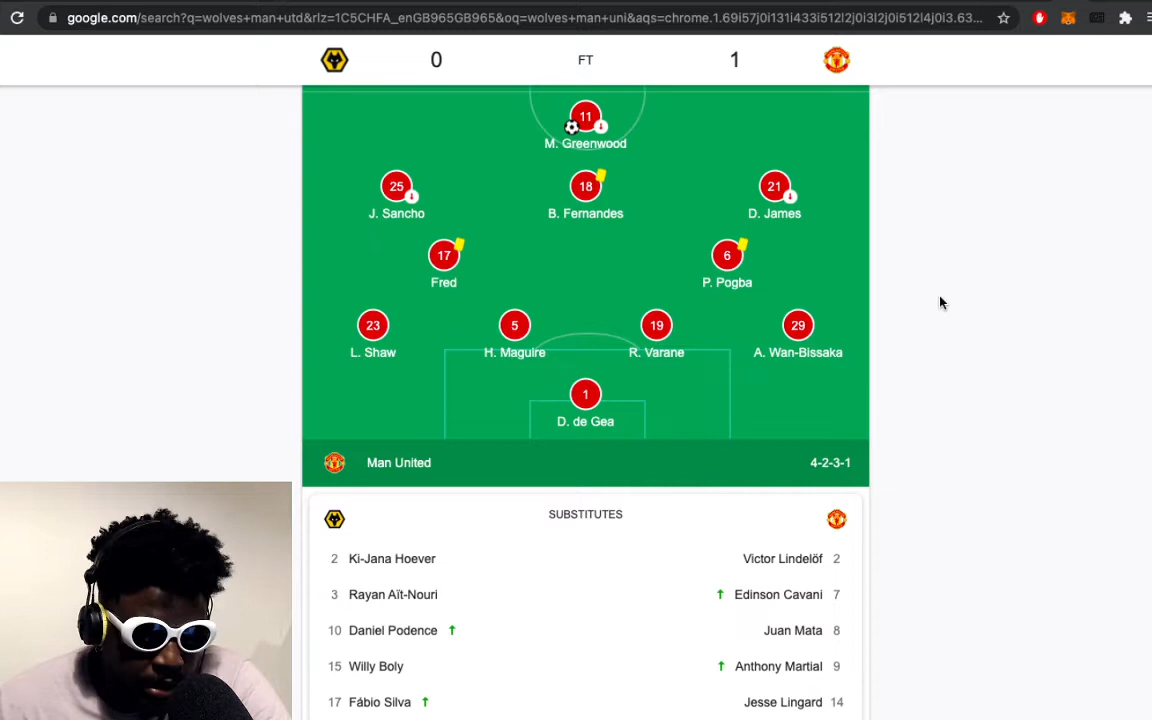 google.com/search?q=wolves+man+utd&rlz=1C5CHFA_enGB965GB965&oq=wolves+man+uni&aqs=chrome.1.69i57j0i131i433i512l2j0i3l2j0i512l4j0i3.63...
0 FT 1
11
M. Greenwood
25 18 21
J. Sancho B. Fernandes D. James
17 6
Fred P. Pogba
23 5 19 29
L. Shaw H. Maguire R. Varane A. Wan-Bissaka
1
D. de Gea
Man United 4-2-3-1
SUBSTITUTES
2 Ki-Jana Hoever Victor Lindelöf 2
3 Rayan Aït-Nouri Edinson Cavani 7
10 Daniel Podence Juan Mata 8
15 Willy Boly Anthony Martial 9
17 Fábio Silva Jesse Lingard 14